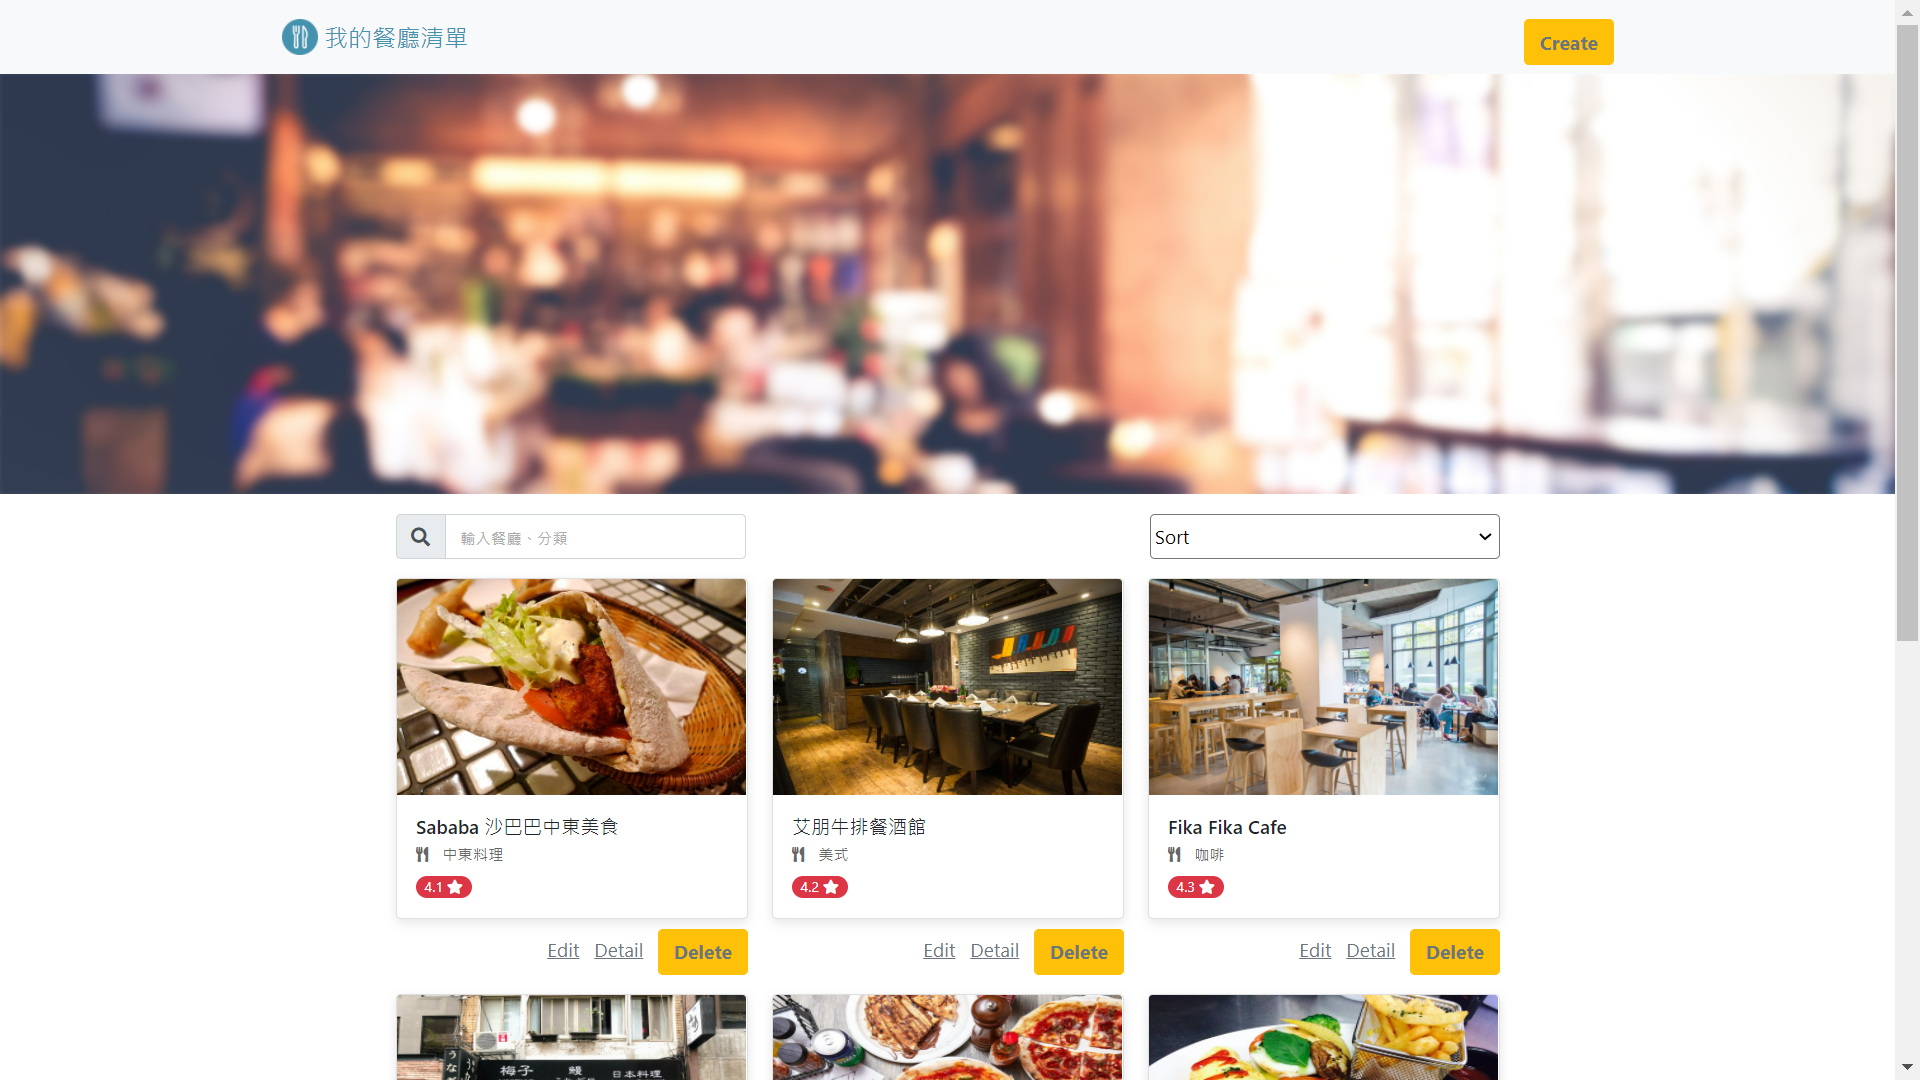 我的餐廳清單
Create
輸入餐廳、分類
Sort
Sababa 沙巴巴中東美食
中東料理
4.1
艾朋牛排餐酒館
美式
4.2
Fika Fika Cafe
咖啡
4.3
Edit Detail Delete
Edit Detail Delete
Edit Detail Delete
梅子 鰻 日本料理